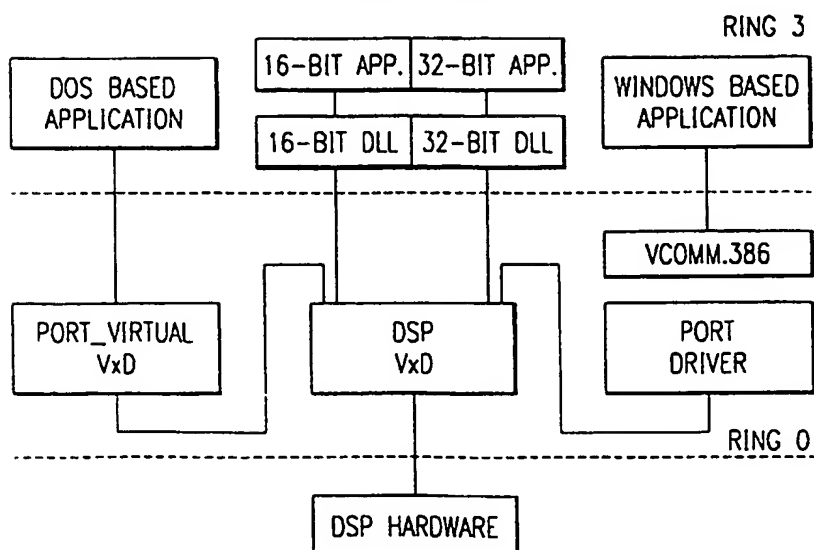 RING 3
DOS BASED
APPLICATION
16-BIT APP.
32-BIT APP.
16-BIT DLL
32-BIT DLL
WINDOWS BASED
APPLICATION
VCOMM.386
PORT_VIRTUAL
VxD
DSP
VxD
PORT
DRIVER
RING 0
DSP HARDWARE